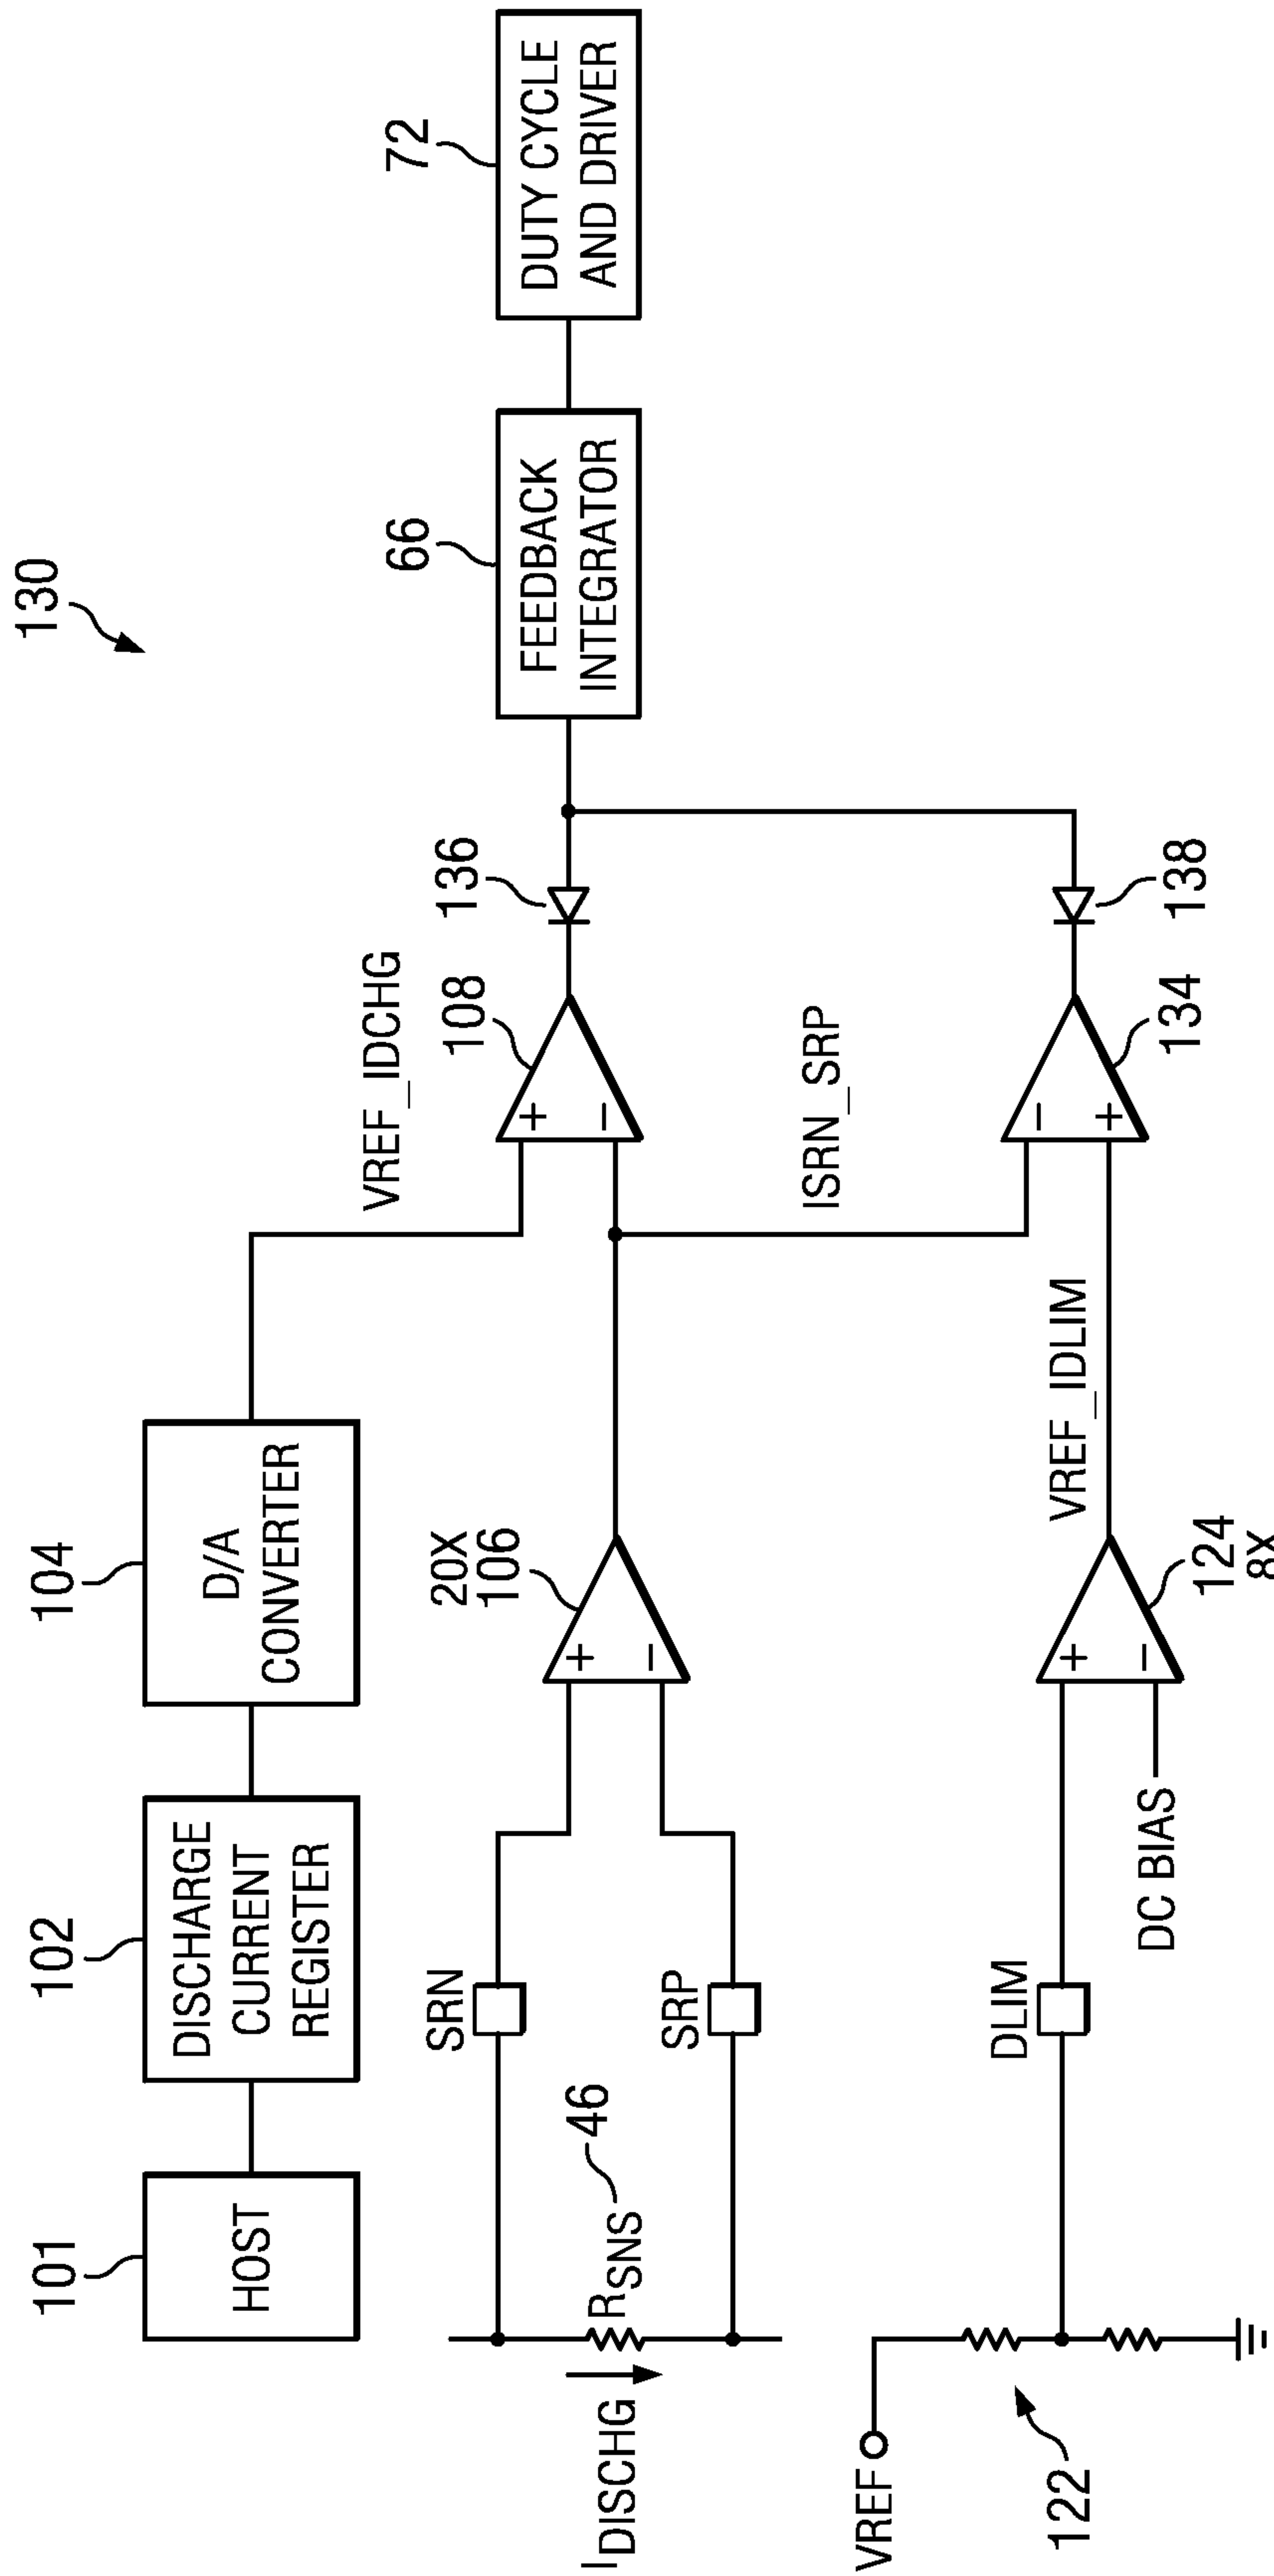 130
101
HOST
102
DISCHARGE
CURRENT
REGISTER
104
D/A
CONVERTER
VREF_IDCHG
IDISCHG
RSNS
46
SRN
SRP
20X
106
+
−
108
+
−
136
66
FEEDBACK
INTEGRATOR
72
DUTY CYCLE
AND DRIVER
ISRN_SRP
VREF
122
DLIM
DC BIAS
+
−
124
8X
VREF_IDLIM
−
+
134
138